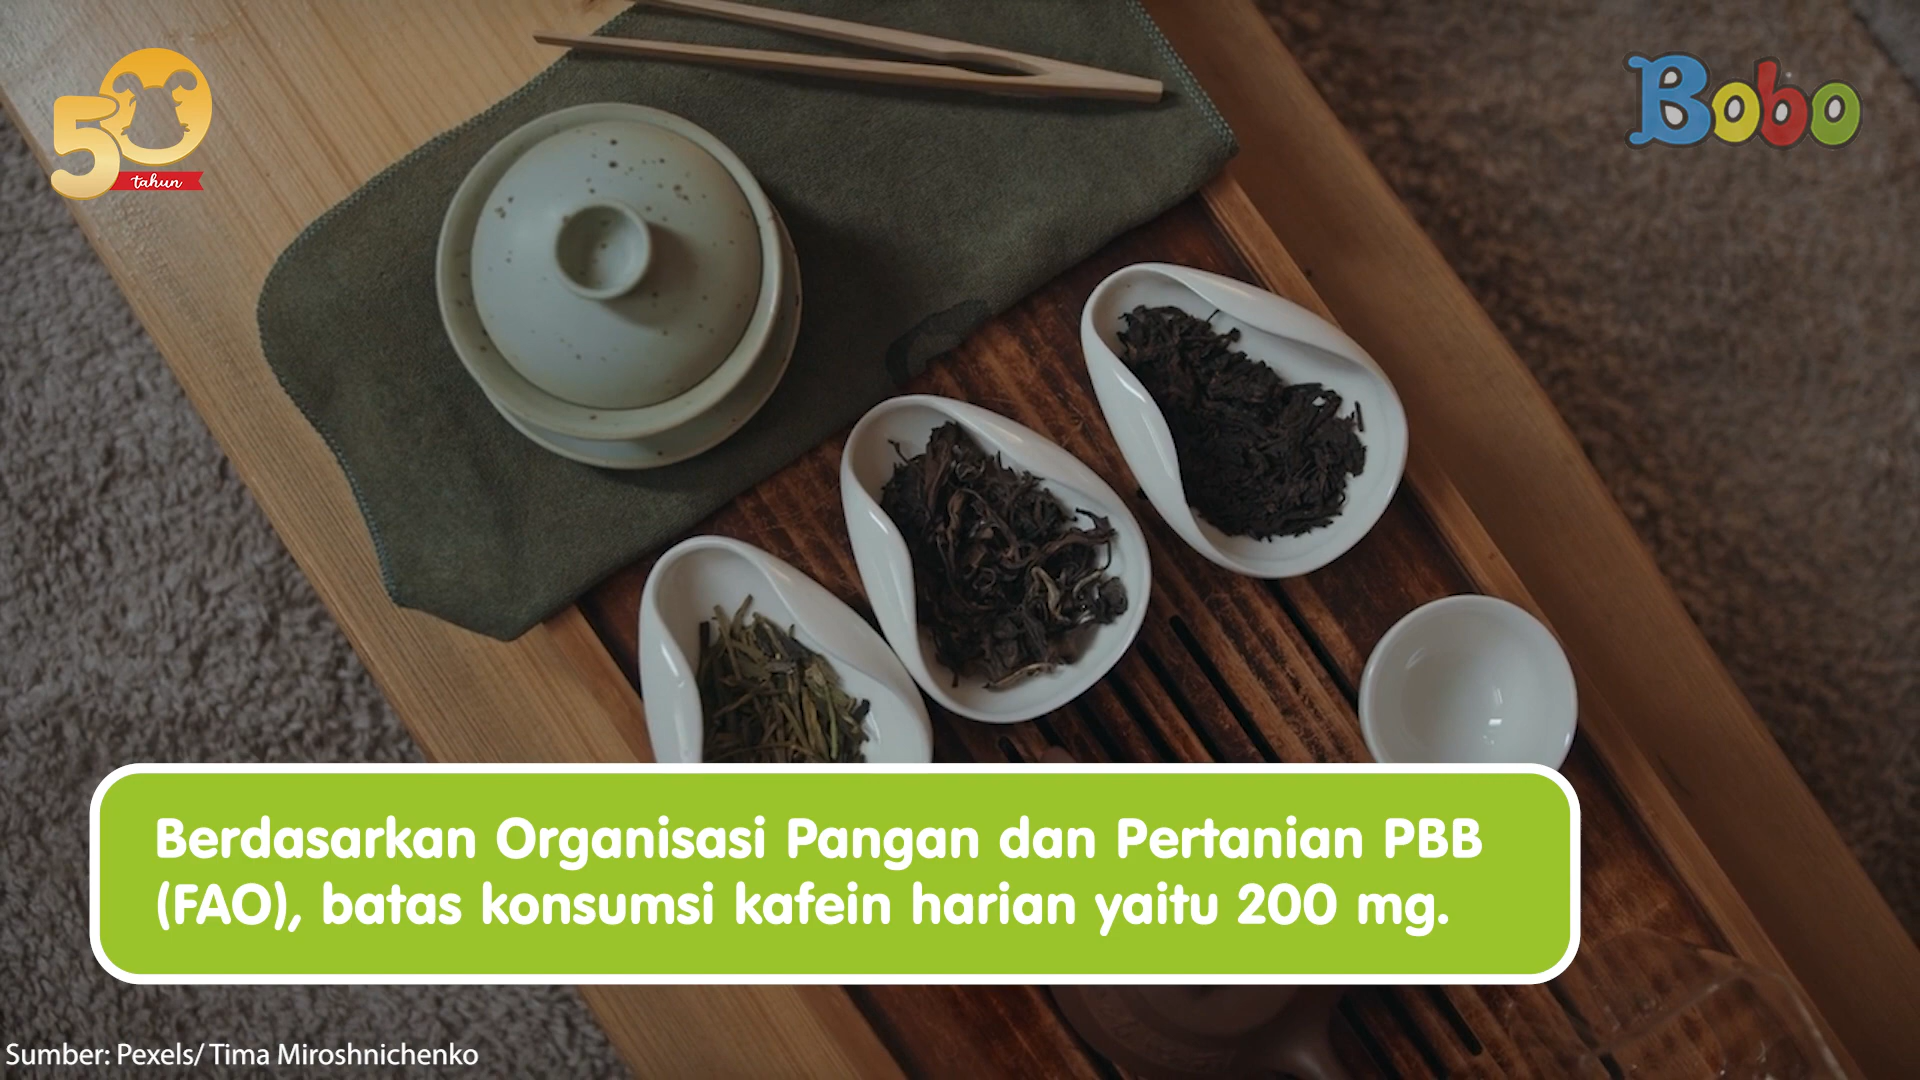 50
tahun
Bobo
Berdasarkan Organisasi Pangan dan Pertanian PBB
(FAO), batas konsumsi kafein harian yaitu 200 mg.
Sumber: Pexels/ Tima Miroshnichenko